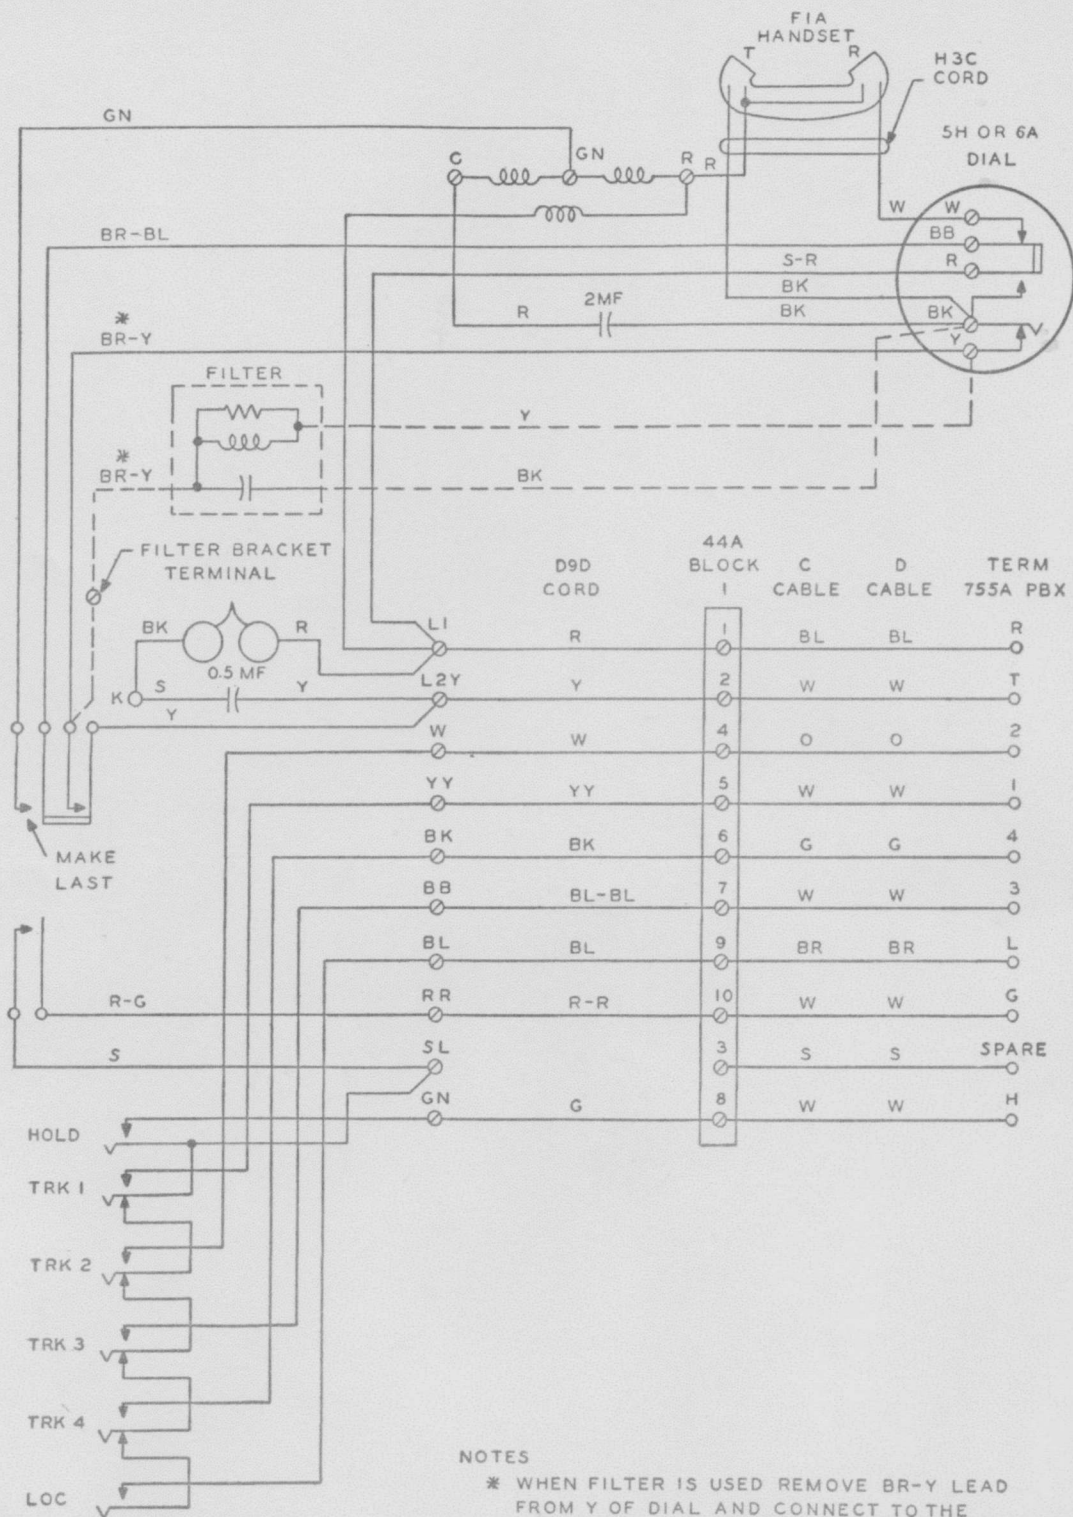 F1A
HANDSET
T R
H3C
CORD
5H OR 6A
DIAL
GN
C GN R R
W W
BR-BL
BB
S-R R
BK
2MF
R BK BK
*
BR-Y
Y
FILTER
Y
*
BR-Y
BK
FILTER BRACKET
TERMINAL
D9D
CORD
44A
BLOCK
1
C
CABLE
D
CABLE
TERM
755A PBX
BK R
0.5 MF
K S Y
Y
L1 R 1 BL BL R
L2Y Y 2 W W T
W W 4 O O 2
YY YY 5 W W 1
BK BK 6 G G 4
BB BL-BL 7 W W 3
BL BL 9 BR BR L
R-G RR R-R 10 W W G
S SL 3 S S SPARE
GN G 8 W W H
MAKE
LAST
HOLD
TRK 1
TRK 2
TRK 3
TRK 4
LOC
NOTES
* WHEN FILTER IS USED REMOVE BR-Y LEAD
FROM Y OF DIAL AND CONNECT TO THE